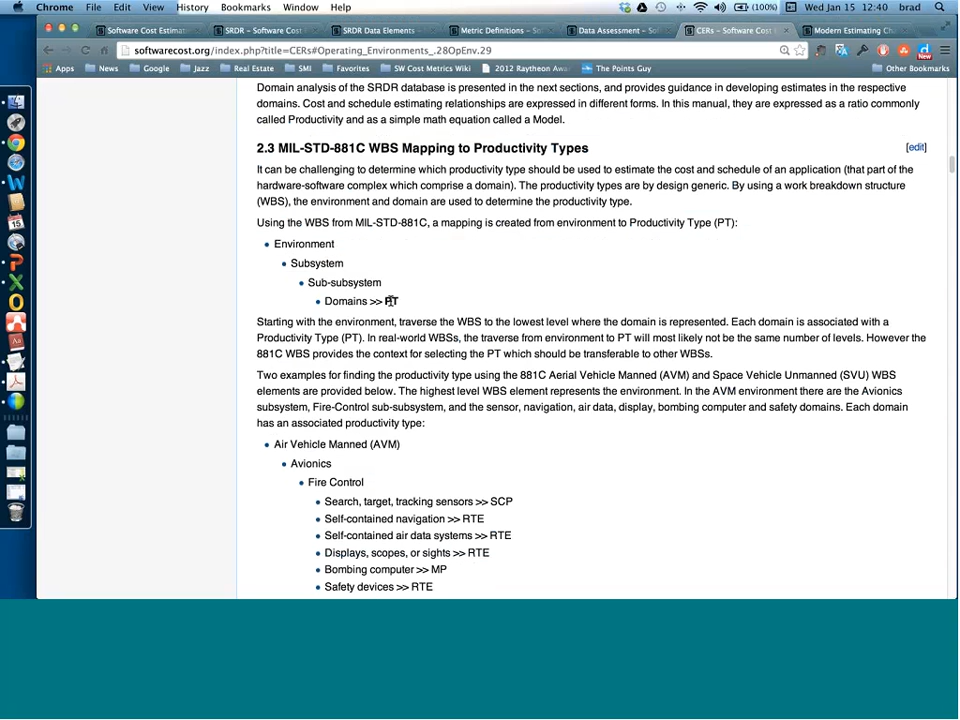 Chrome File Edit View History Bookmarks Window Help (100%) Wed Jan 15 12:40 brad
Software Cost Estimat SRDR – Software Cost SRDR Data Elements - Metric Definitions – So Data Assessment – So CERs – Software Cost Modern Estimating Ch
softwarecost.org/index.php?title=CERs#Operating_Environments_.28OpEnv.29
Apps News Google Jazz Real Estate SMI Favorites SW Cost Metrics Wiki 2012 Raytheon Awa The Points Guy Other Bookmarks
New
Domain analysis of the SRDR database is presented in the next sections, and provides guidance in developing estimates in the respective
domains. Cost and schedule estimating relationships are expressed in different forms. In this manual, they are expressed as a ratio commonly
called Productivity and as a simple math equation called a Model.
2.3 MIL-STD-881C WBS Mapping to Productivity Types [edit]
It can be challenging to determine which productivity type should be used to estimate the cost and schedule of an application (that part of the
hardware-software complex which comprise a domain). The productivity types are by design generic. By using a work breakdown structure
(WBS), the environment and domain are used to determine the productivity type.
Using the WBS from MIL-STD-881C, a mapping is created from environment to Productivity Type (PT):
• Environment
• Subsystem
• Sub-subsystem
• Domains >> PT
Starting with the environment, traverse the WBS to the lowest level where the domain is represented. Each domain is associated with a
Productivity Type (PT). In real-world WBSs, the traverse from environment to PT will most likely not be the same number of levels. However the
881C WBS provides the context for selecting the PT which should be transferable to other WBSs.
Two examples for finding the productivity type using the 881C Aerial Vehicle Manned (AVM) and Space Vehicle Unmanned (SVU) WBS
elements are provided below. The highest level WBS element represents the environment. In the AVM environment there are the Avionics
subsystem, Fire-Control sub-subsystem, and the sensor, navigation, air data, display, bombing computer and safety domains. Each domain
has an associated productivity type:
• Air Vehicle Manned (AVM)
• Avionics
• Fire Control
• Search, target, tracking sensors >> SCP
• Self-contained navigation >> RTE
• Self-contained air data systems >> RTE
• Displays, scopes, or sights >> RTE
• Bombing computer >> MP
• Safety devices >> RTE